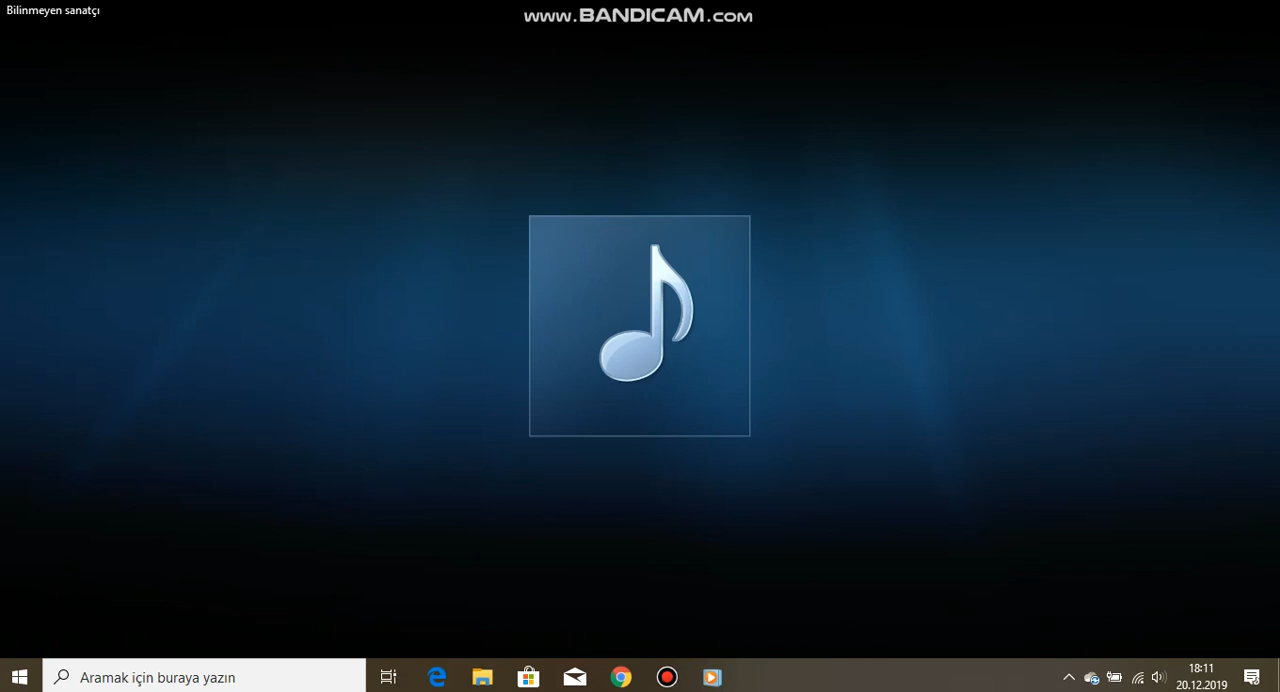 Bilinmeyen sanatçı
www.BANDICAM.com
Aramak için buraya yazın
18:11
20.12.2019